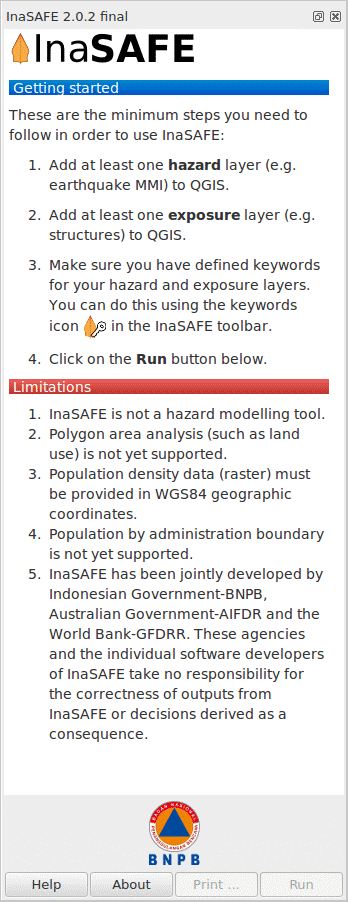 InaSAFE 2.0.2 final
InaSAFE
Getting started
These are the minimum steps you need to
follow in order to use InaSAFE:
1. Add at least one hazard layer (e.g.
earthquake MMI) to QGIS.
2. Add at least one exposure layer (e.g.
structures) to QGIS.
3. Make sure you have defined keywords
for your hazard and exposure layers.
You can do this using the keywords
icon in the InaSAFE toolbar.
4. Click on the Run button below.
Limitations
1. InaSAFE is not a hazard modelling tool.
2. Polygon area analysis (such as land
use) is not yet supported.
3. Population density data (raster) must
be provided in WGS84 geographic
coordinates.
4. Population by administration boundary
is not yet supported.
5. InaSAFE has been jointly developed by
Indonesian Government-BNPB,
Australian Government-AIFDR and the
World Bank-GFDRR. These agencies
and the individual software developers
of InaSAFE take no responsibility for
the correctness of outputs from
InaSAFE or decisions derived as a
consequence.
BADAN NASIONAL
PENANGGULANGAN BENCANA
BNPB
Help About Print ... Run